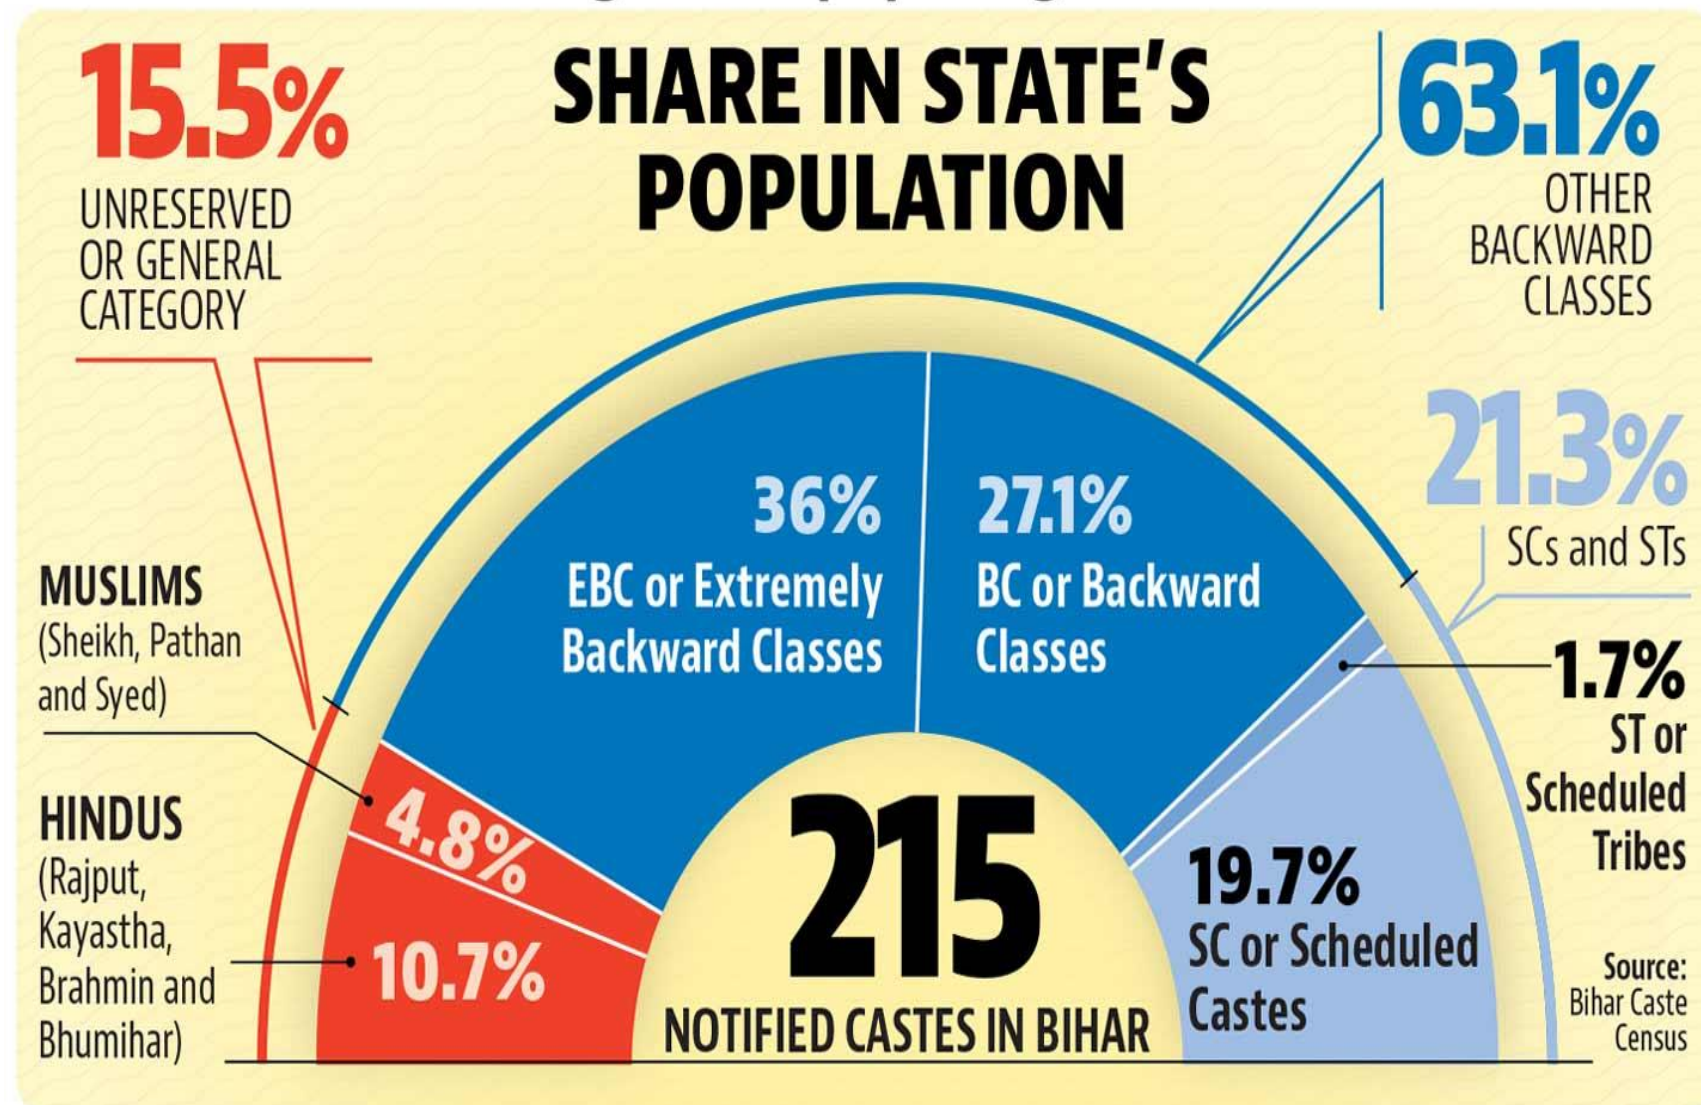 SHARE IN STATE'S
POPULATION
15.5%
UNRESERVED
OR GENERAL
CATEGORY
63.1%
OTHER
BACKWARD
CLASSES
21.3%
SCs and STs
36%
EBC or Extremely
Backward Classes
27.1%
BC or Backward
Classes
MUSLIMS
(Sheikh, Pathan
and Syed)
4.8%
HINDUS
(Rajput,
Kayastha,
Brahmin and
Bhumihar)
10.7%
1.7%
ST or
Scheduled
Tribes
19.7%
SC or Scheduled
Castes
215
NOTIFIED CASTES IN BIHAR
Source:
Bihar Caste
Census